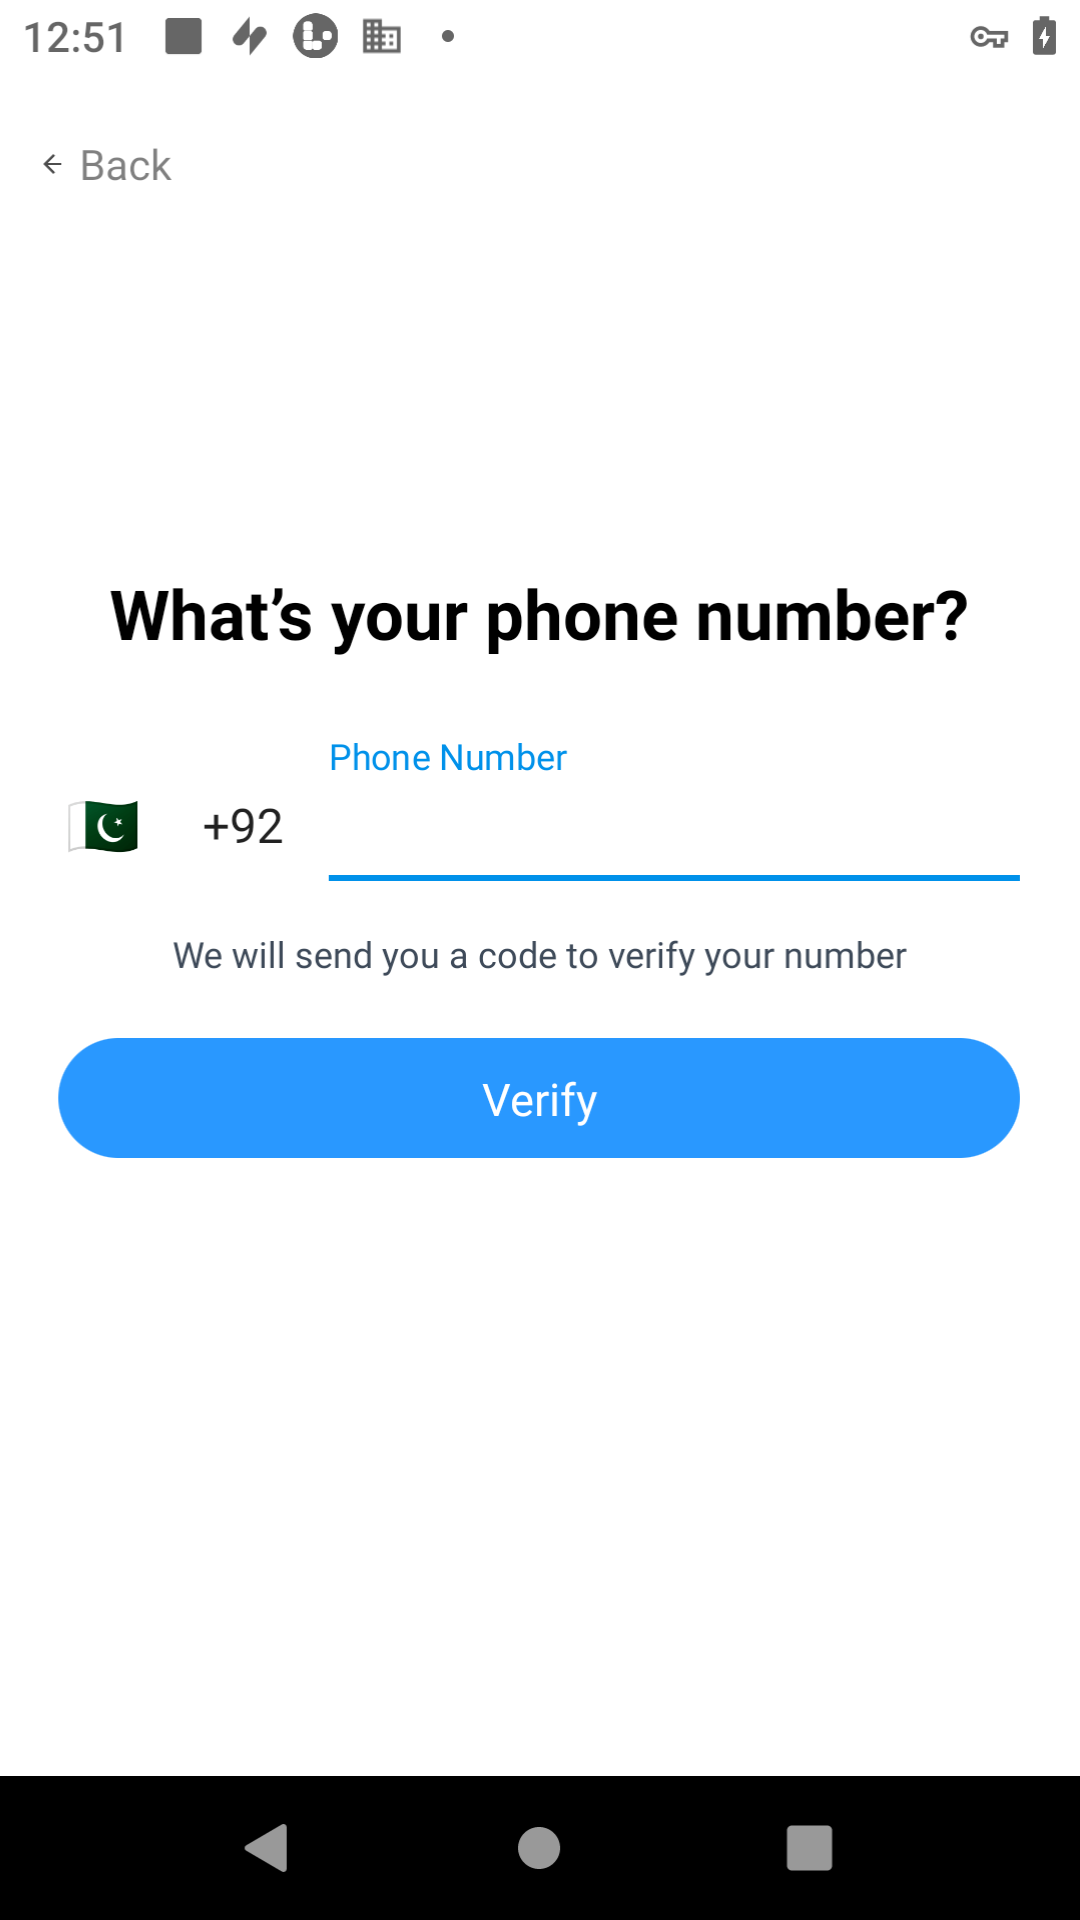 12:51
Back
What’s your phone number?
Phone Number
+92
We will send you a code to verify your number
Verify